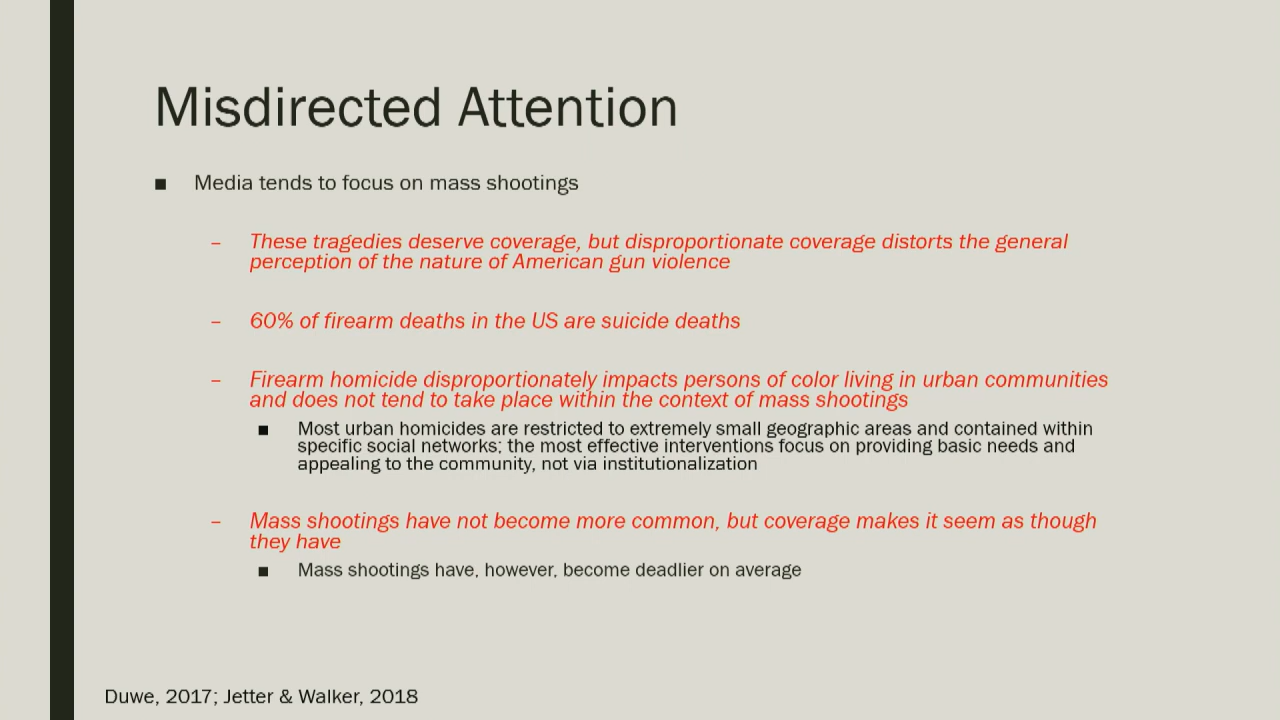 Misdirected Attention
■ Media tends to focus on mass shootings
– These tragedies deserve coverage, but disproportionate coverage distorts the general
perception of the nature of American gun violence
– 60% of firearm deaths in the US are suicide deaths
– Firearm homicide disproportionately impacts persons of color living in urban communities
and does not tend to take place within the context of mass shootings
■ Most urban homicides are restricted to extremely small geographic areas and contained within
specific social networks; the most effective interventions focus on providing basic needs and
appealing to the community, not via institutionalization
– Mass shootings have not become more common, but coverage makes it seem as though
they have
■ Mass shootings have, however, become deadlier on average
Duwe, 2017; Jetter & Walker, 2018